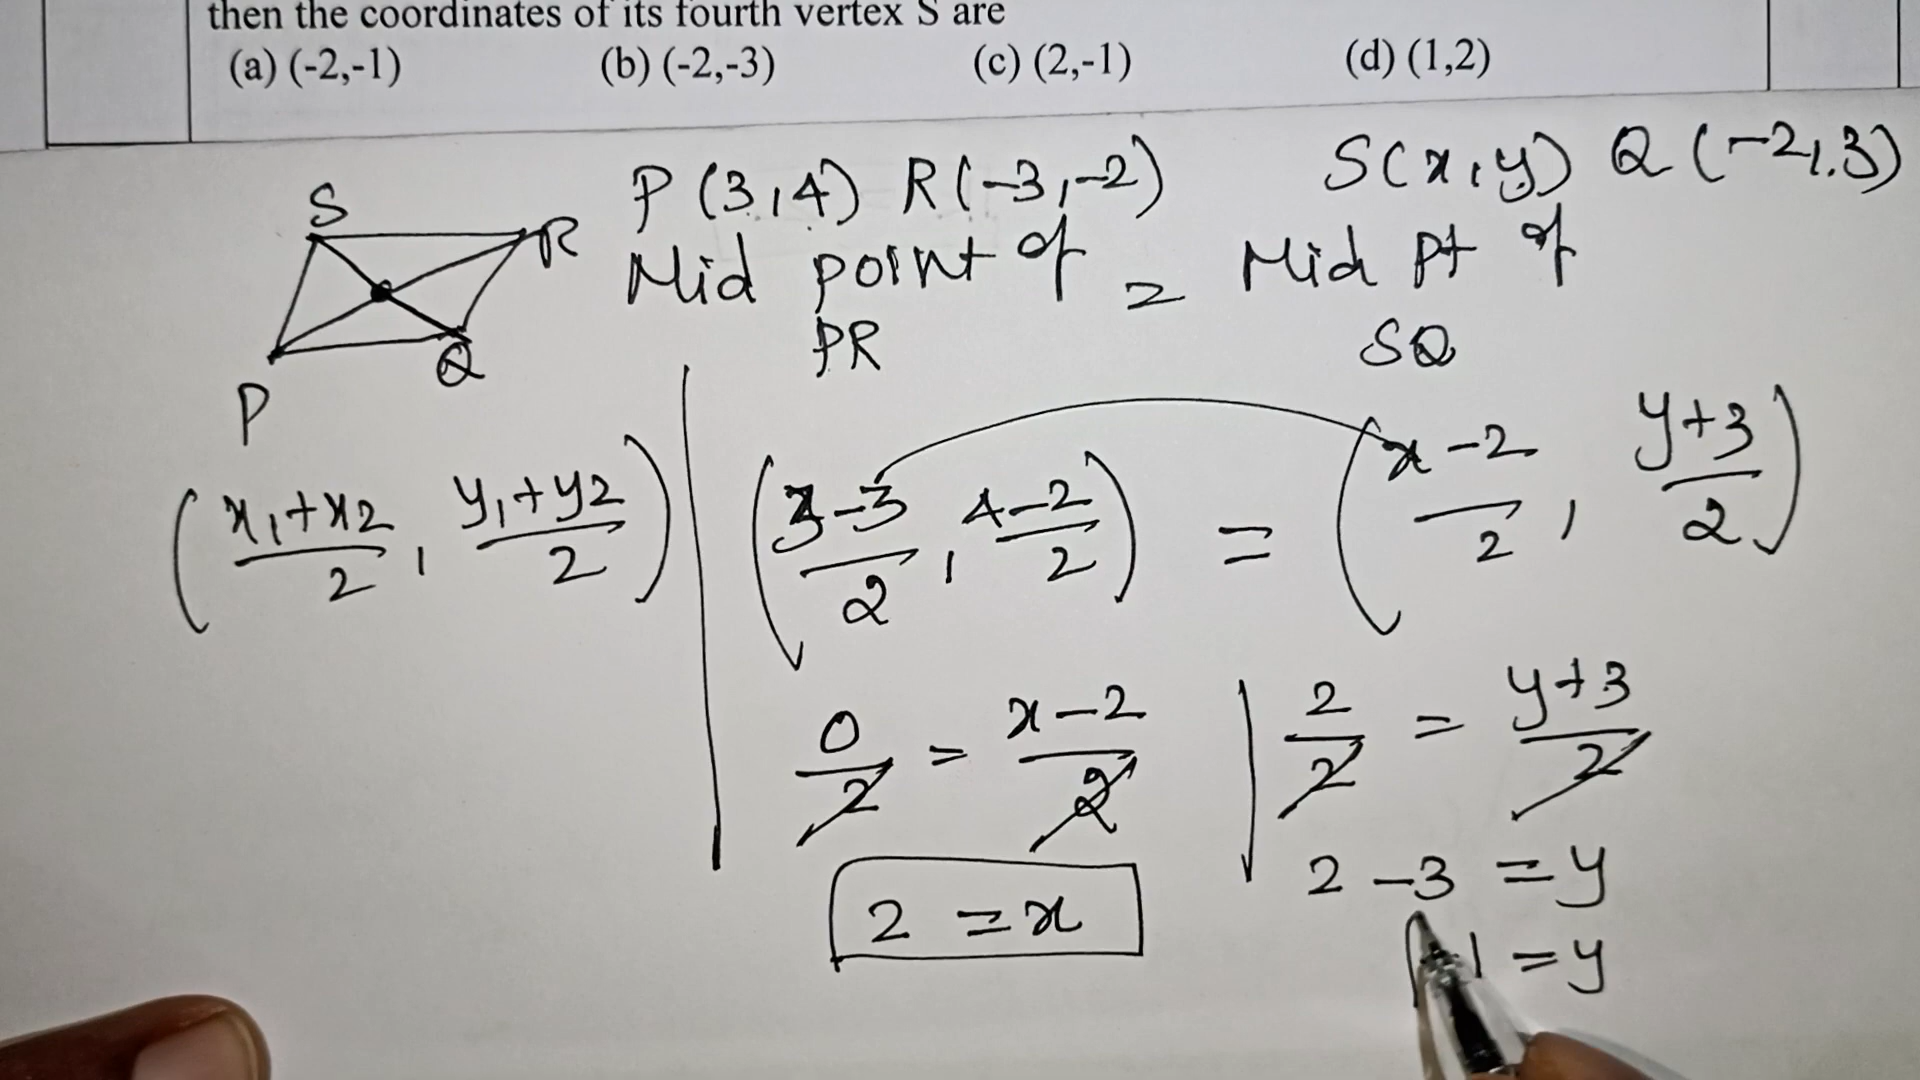 then the coordinates of its fourth vertex S are
(a) (-2,-1) (b) (-2,-3) (c) (2,-1) (d) (1,2)
P (3,4) R(-3,-2) S(x,y) Q (-2,3)
S
R
P
Q
Mid point of PR = Mid pt of SQ
(x₁+x₂/2, y₁+y₂/2)
(3-3/2, 4-2/2) = (x-2/2, y+3/2)
0/2 = x-2/2
2/2 = y+3/2
2 = x
2 -3 = y
1 = y